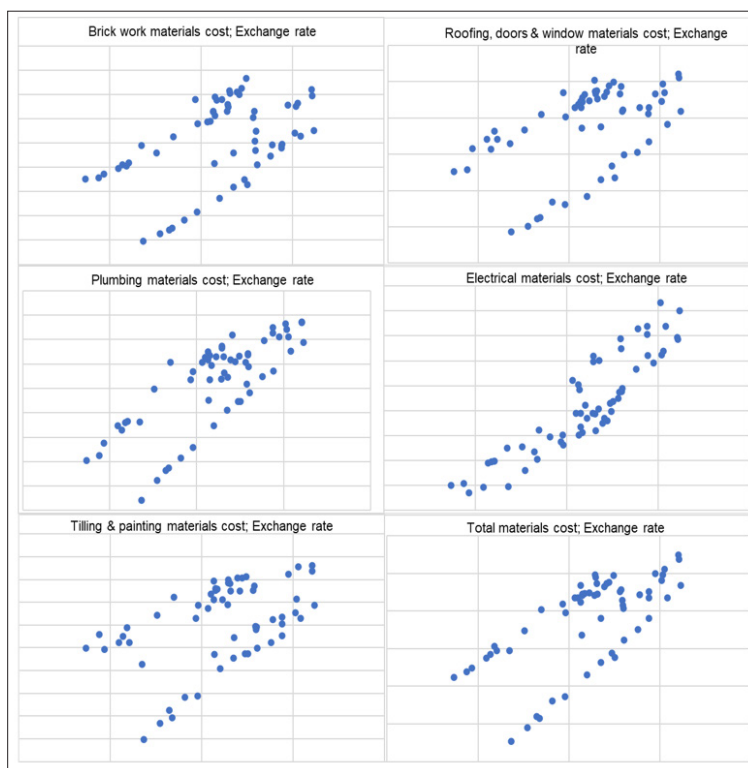 Brick work materials cost; Exchange rate
Roofing, doors & window materials cost; Exchange
rate
Plumbing materials cost; Exchange rate
Electrical materials cost; Exchange rate
Tilling & painting materials cost; Exchange rate
Total materials cost; Exchange rate